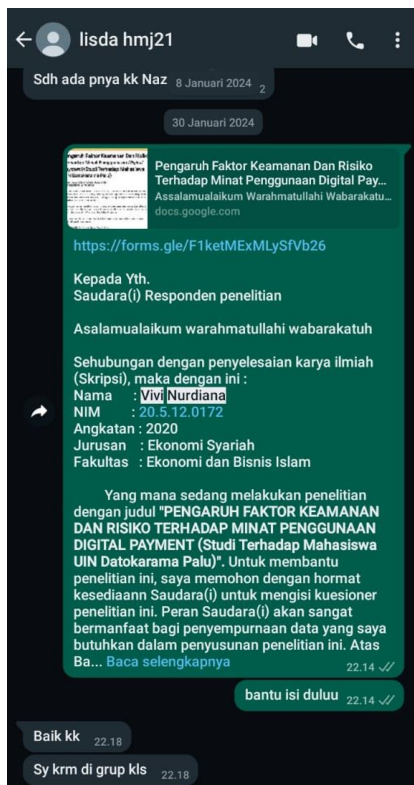 lisda hmj21
Sdh ada pnya kk Naz 8 Januari 2024 2
30 Januari 2024
Pengaruh Faktor Keamanan Dan Risiko
Terhadap Minat Penggunaan Digital Pay...
Assalamualaikum Warahmatullahi Wabarakatu...
docs.google.com
https://forms.gle/F1ketMExMLySfVb26
Kepada Yth.
Saudara(i) Responden penelitian
Asalamualaikum warahmatullahi wabarakatuh
Sehubungan dengan penyelesaian karya ilmiah
(Skripsi), maka dengan ini :
Nama : Vivi Nurdiana
NIM : 20.5.12.0172
Angkatan : 2020
Jurusan : Ekonomi Syariah
Fakultas : Ekonomi dan Bisnis Islam
Yang mana sedang melakukan penelitian
dengan judul "PENGARUH FAKTOR KEAMANAN
DAN RISIKO TERHADAP MINAT PENGGUNAAN
DIGITAL PAYMENT (Studi Terhadap Mahasiswa
UIN Datokarama Palu)". Untuk membantu
penelitian ini, saya memohon dengan hormat
kesediaann Saudara(i) untuk mengisi kuesioner
penelitian ini. Peran Saudara(i) akan sangat
bermanfaat bagi penyempurnaan data yang saya
butuhkan dalam penyusunan penelitian ini. Atas
Ba... Baca selengkapnya 22.14
bantu isi duluu 22.14
Baik kk 22.18
Sy krm di grup kls 22.18